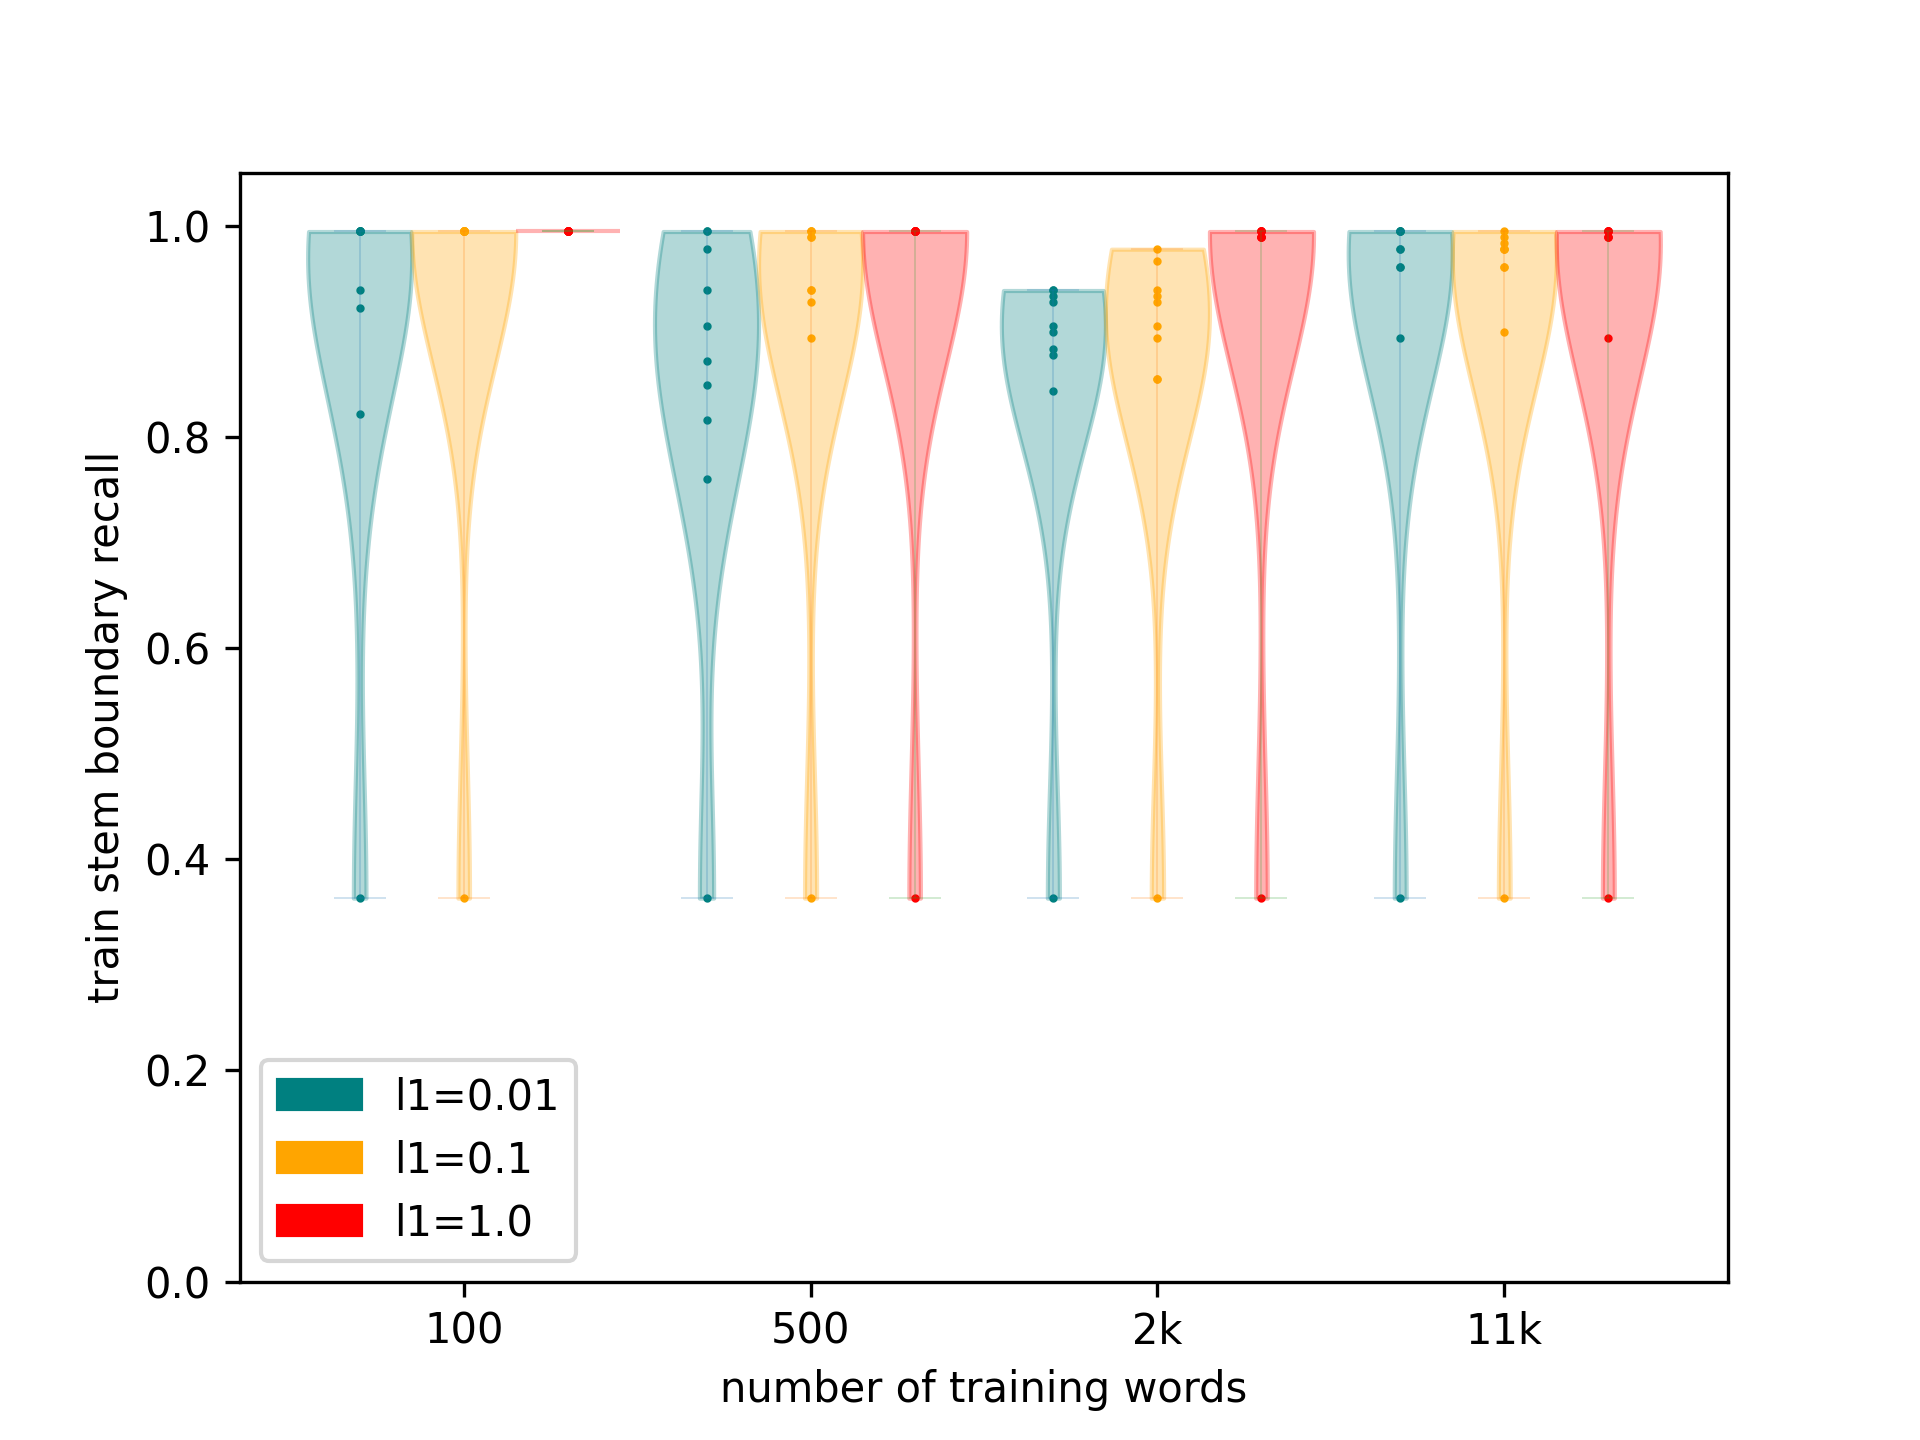 1.0
0.8
0.6
0.4
0.2
0.0
train stem boundary recall
l1=0.01
l1=0.1
l1=1.0
100 500 2k 11k
number of training words